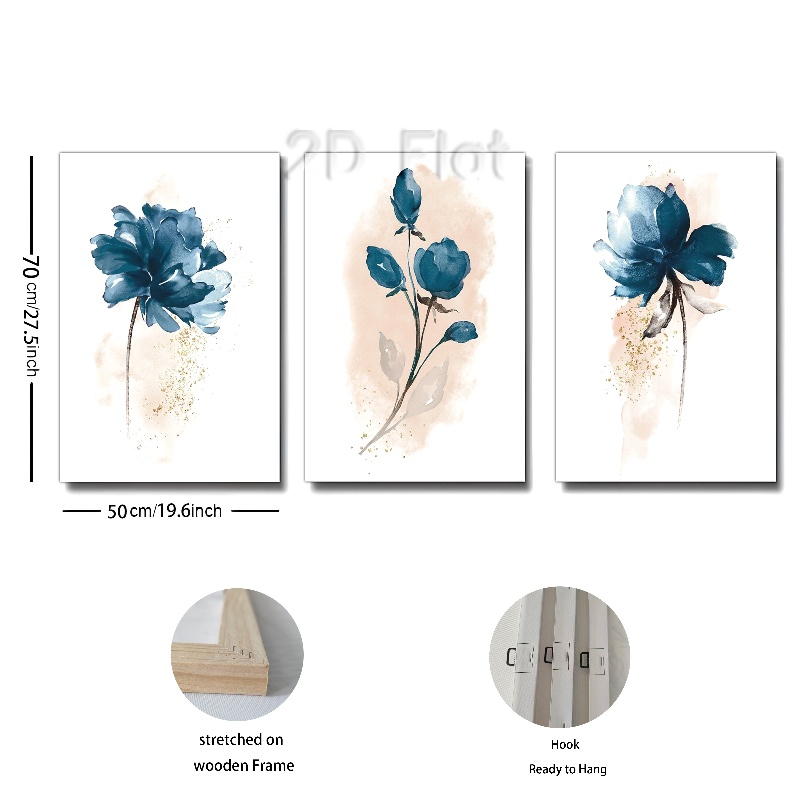 2D Flat
70 cm/27.5inch
50cm/19.6inch
stretched on
wooden Frame
Hook
Ready to Hang